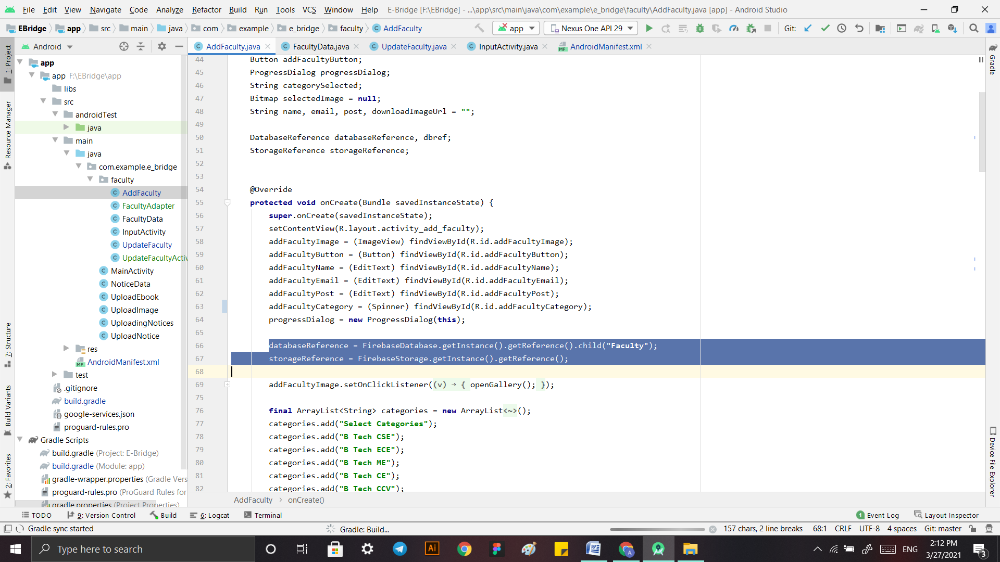 File Edit View Navigate Code Analyze Refactor Build Run Tools VCS Window Help E-Bridge [F:\EBridge] - ...\app\src\main\java\com\example\e_bridge\faculty\AddFaculty.java [app] - Android Studio
EBridge app src main java com example e_bridge faculty AddFaculty app Nexus One API 29 Git:
Android AddFaculty.java FacultyData.java UpdateFaculty.java InputActivity.java AndroidManifest.xml
1: Project
Resource Manager
7: Structure
Build Variants
2: Favorites
app
app F:\EBridge\app
libs
src
androidTest
java
main
java
com.example.e_bridge
faculty
AddFaculty
FacultyAdapter
FacultyData
InputActivity
UpdateFaculty
UpdateFacultyActiv
MainActivity
NoticeData
UploadEbook
UploadImage
UploadingNotices
UploadNotice
res
AndroidManifest.xml
test
.gitignore
build.gradle
google-services.json
proguard-rules.pro
Gradle Scripts
build.gradle (Project: E-Bridge)
build.gradle (Module: app)
gradle-wrapper.properties (Gradle Vers
proguard-rules.pro (ProGuard Rules for
gradle.properties (Project Properties)
44 Button addFacultyButton;
45 ProgressDialog progressDialog;
46 String categorySelected;
47 Bitmap selectedImage = null;
48 String name, email, post, downloadImageUrl = "";
49
50 DatabaseReference databaseReference, dbref;
51 StorageReference storageReference;
52
53
54 @Override
55 protected void onCreate(Bundle savedInstanceState) {
56 super.onCreate(savedInstanceState);
57 setContentView(R.layout.activity_add_faculty);
58 addFacultyImage = (ImageView) findViewById(R.id.addFacultyImage);
59 addFacultyButton = (Button) findViewById(R.id.addFacultyButton);
60 addFacultyName = (EditText) findViewById(R.id.addFacultyName);
61 addFacultyEmail = (EditText) findViewById(R.id.addFacultyEmail);
62 addFacultyPost = (EditText) findViewById(R.id.addFacultyPost);
63 addFacultyCategory = (Spinner) findViewById(R.id.addFacultyCategory);
64 progressDialog = new ProgressDialog(this);
65
66 databaseReference = FirebaseDatabase.getInstance().getReference().child("Faculty");
67 storageReference = FirebaseStorage.getInstance().getReference();
68
69 addFacultyImage.setOnClickListener((v) → { openGallery(); });
75
76 final ArrayList<String> categories = new ArrayList<~>();
77 categories.add("Select Categories");
78 categories.add("B Tech CSE");
79 categories.add("B Tech ECE");
80 categories.add("B Tech ME");
81 categories.add("B Tech CE");
82 categories.add("B Tech CCV");
AddFaculty › onCreate()
Gradle
Device File Explorer
TODO 9: Version Control Build 6: Logcat Terminal 1 Event Log Layout Inspector
Gradle sync started Gradle: Build... 157 chars, 2 line breaks 68:1 CRLF UTF-8 4 spaces Git: master
Type here to search ENG 2:12 PM
3/27/2021 3